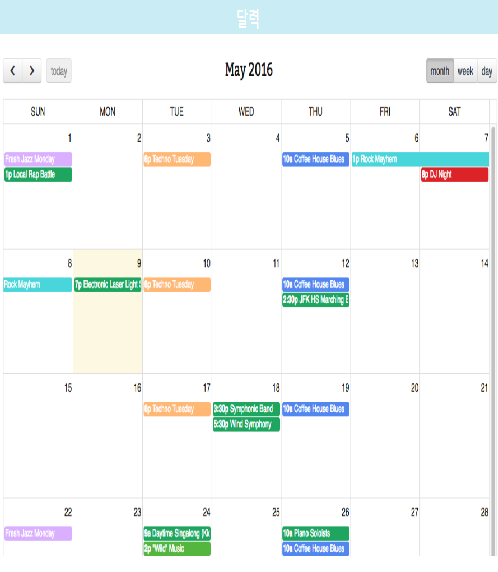 달력
today
May 2016
month week day
SUN MON TUE WED THU FRI SAT
1 2 3 4 5 6 7
Fresh Jazz Monday
8p Techno Tuesday
10a Coffee House Blues
1p Rock Mayhem
1p Local Rap Battle
8p DJ Night
8 9 10 11 12 13 14
Rock Mayhem
7p Electronic Laser Light
Techno Tuesday
10a Coffee House Blues
2:20p JFK HS Marching
15 16 17 18 19 20 21
Techno Tuesday
3:30p Symphonic Band
10a Coffee House Blues
5:30p Wind Symphony
22 23 24 25 26 27 28
Fresh Jazz Monday
Daytime Singalong
10a Piano Soloists
2p "Wild" Music
10a Coffee House Blues